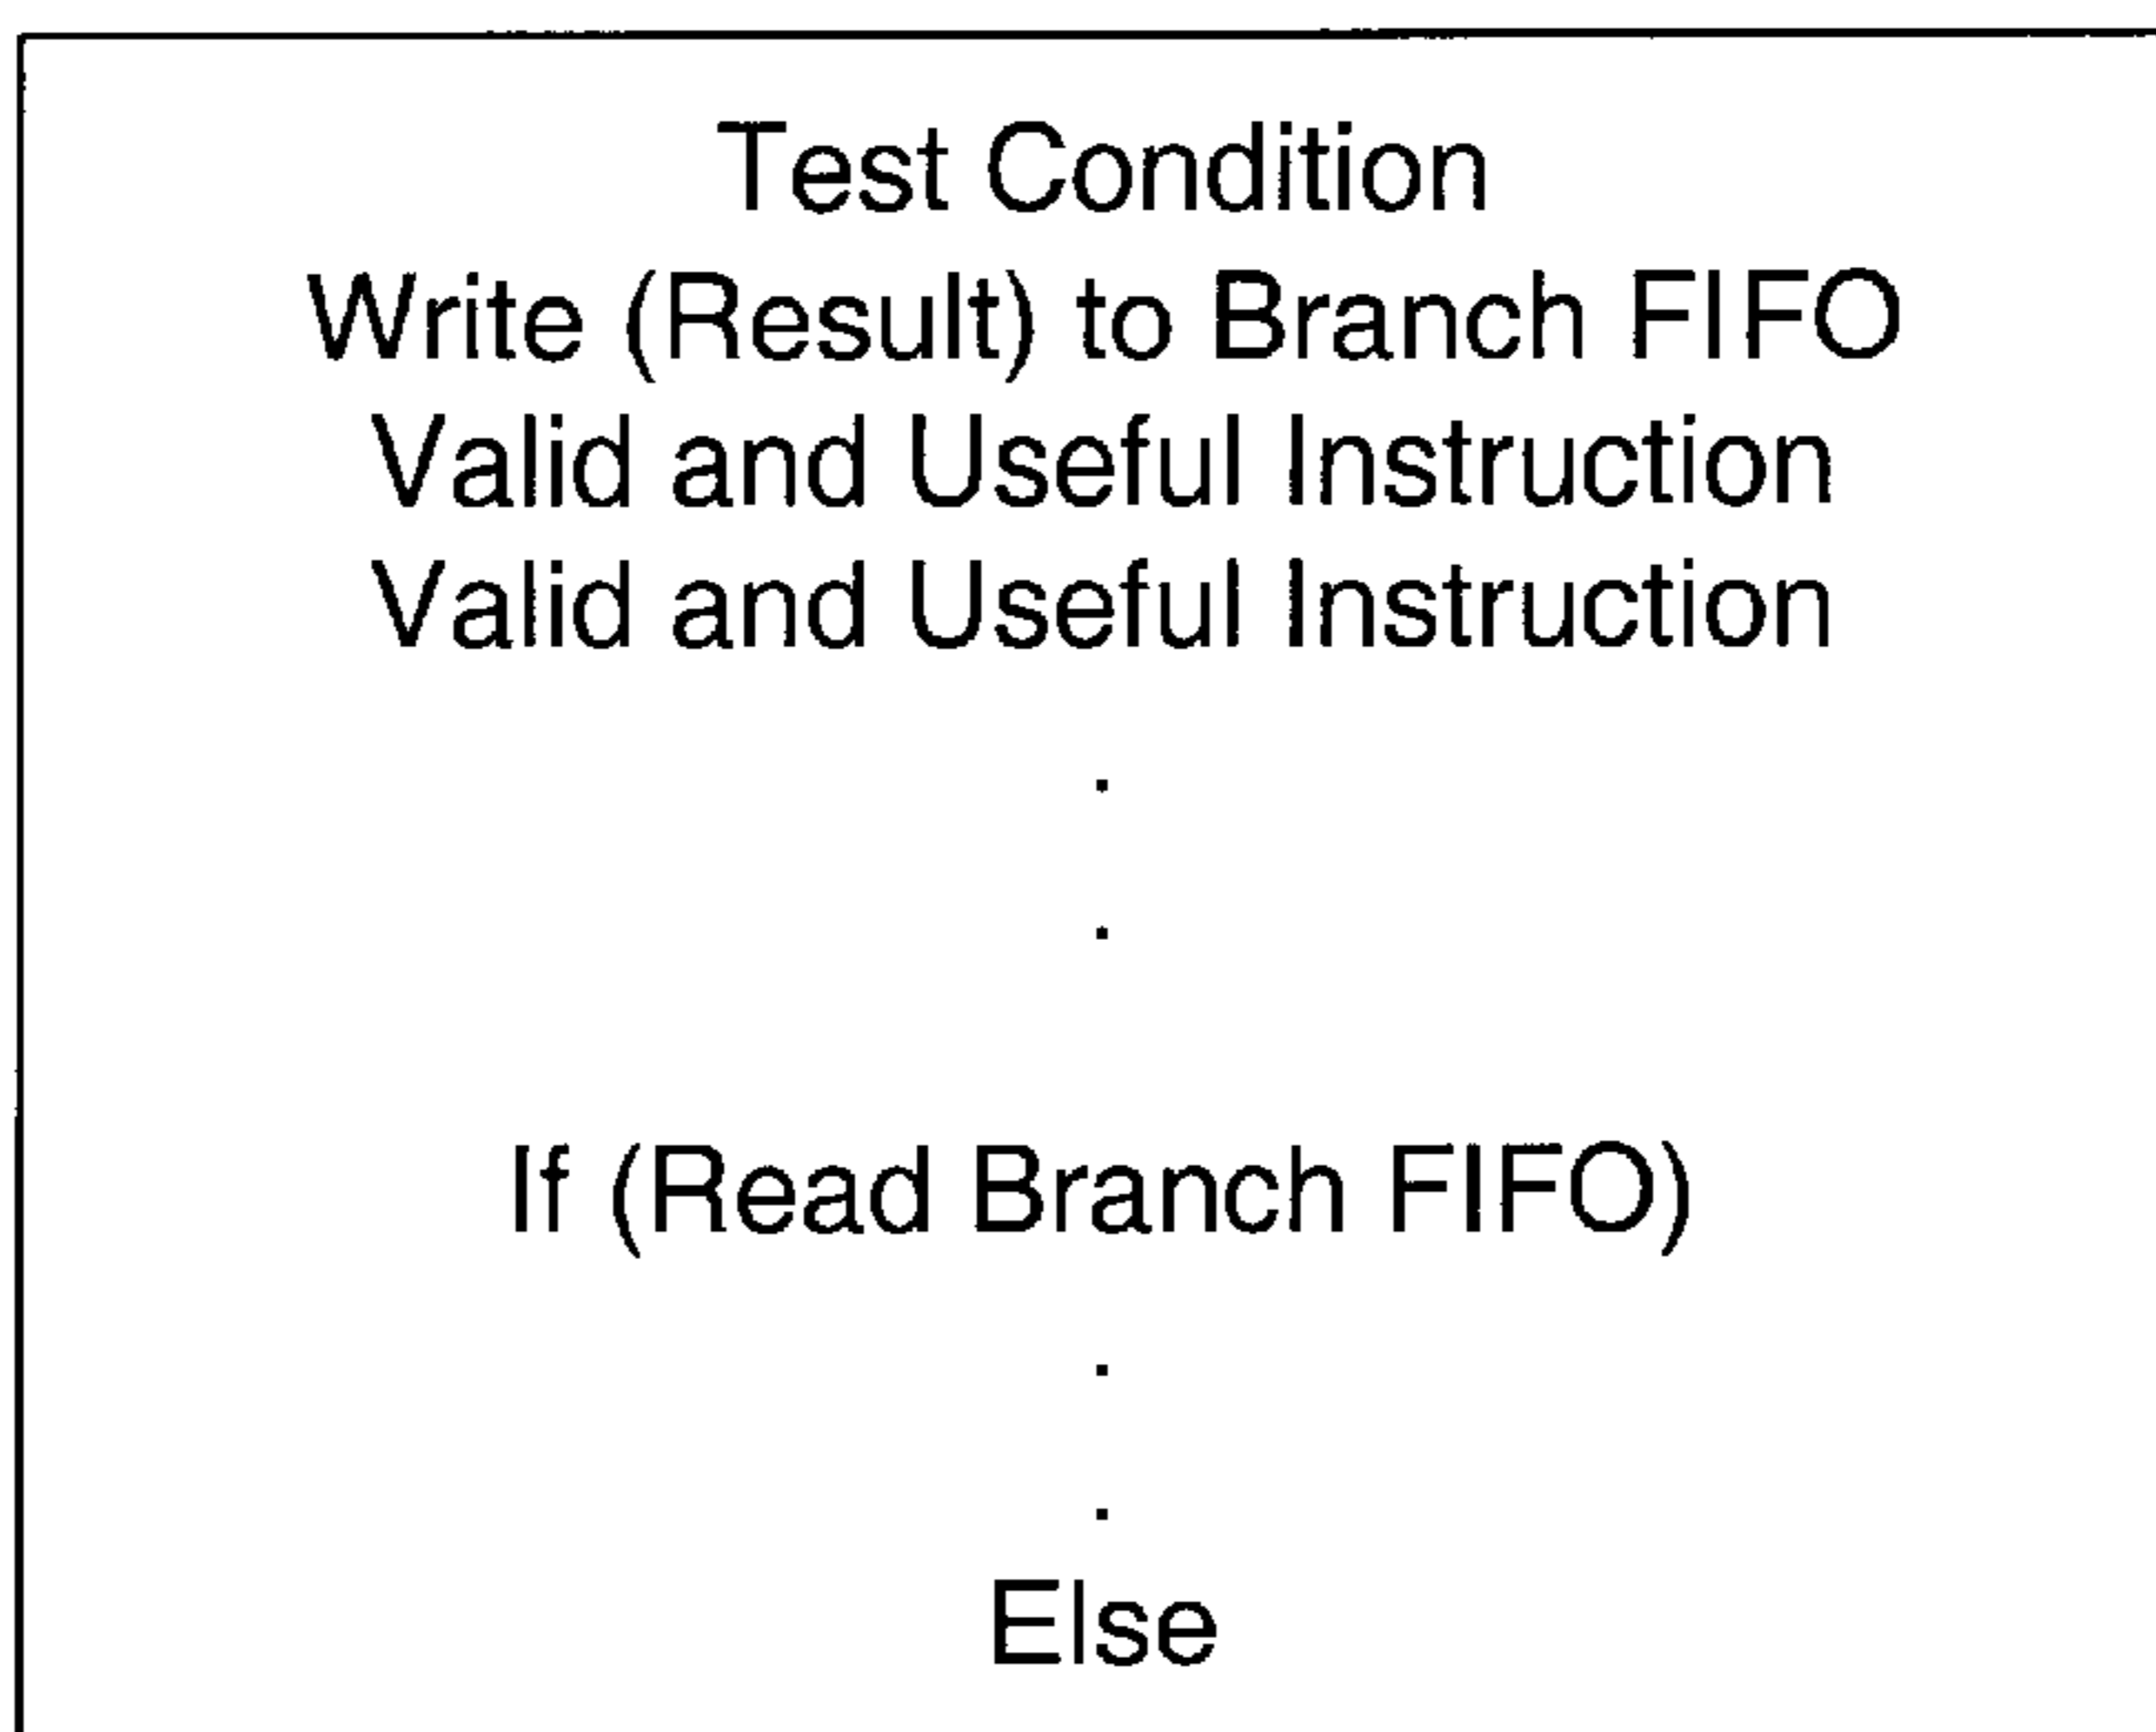 Test Condition
Write (Result) to Branch FIFO
Valid and Useful Instruction
Valid and Useful Instruction
.
.
If (Read Branch FIFO)
.
.
Else